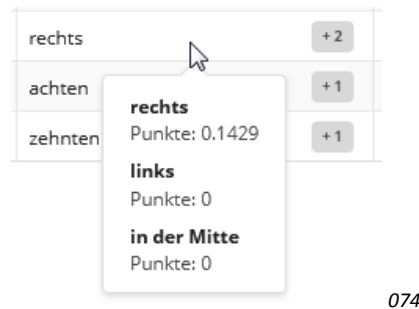 rechts +2
achten +1
zehnten +1
rechts
Punkte: 0.1429
links
Punkte: 0
in der Mitte
Punkte: 0
074